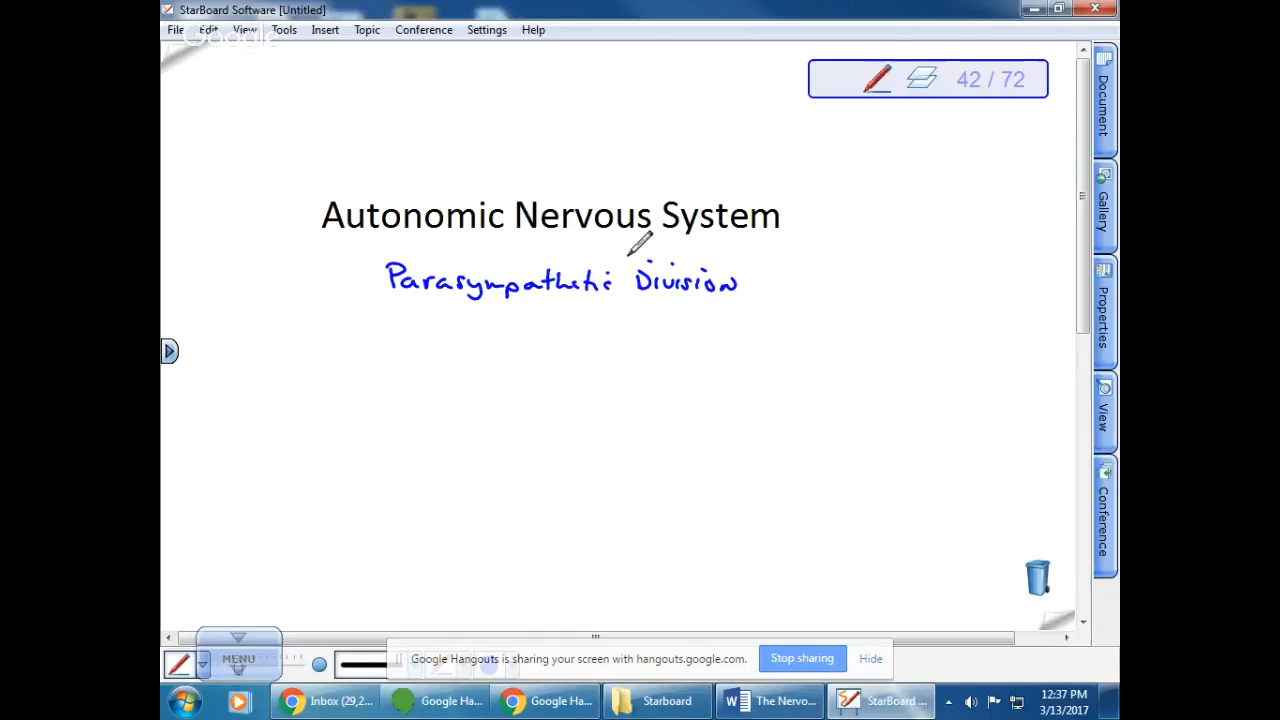 StarBoard Software [Untitled]
File Edit View Tools Insert Topic Conference Settings Help
Google
42 / 72
Autonomic Nervous System
Parasympathetic Division
Document
Gallery
Properties
View
Conference
MENU
Google Hangouts is sharing your screen with hangouts.google.com. Stop sharing Hide
Inbox (29,2... Google Ha... Google Ha... Starboard The Nervo... StarBoard ...
12:37 PM
3/13/2017